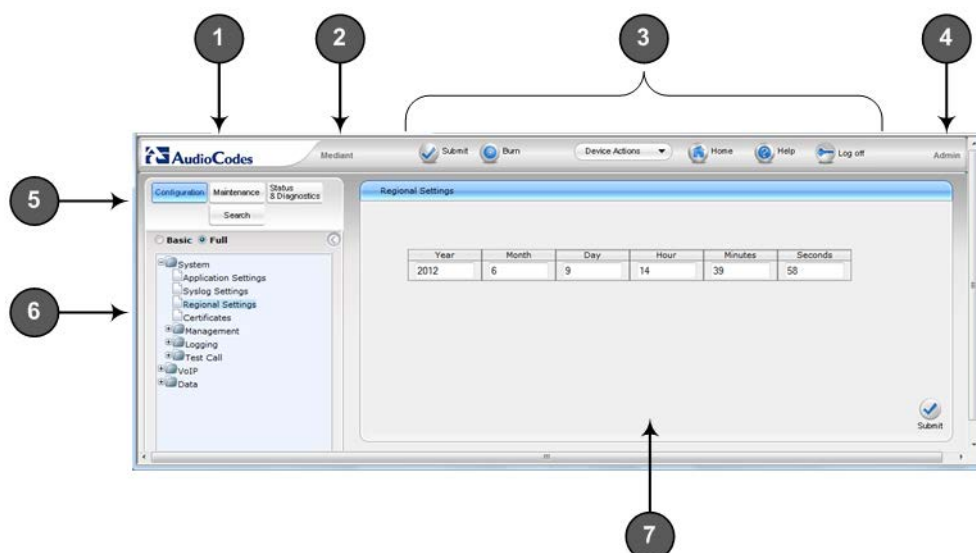 1 2 3 4
AudioCodes Mediant Submit Burn Device Actions Home Help Log off Admin
5
Configuration Maintenance Status & Diagnostics
Search
Regional Settings
Basic Full
Year Month Day Hour Minutes Seconds
2012 6 9 14 39 58
6
System
Application Settings
Syslog Settings
Regional Settings
Certificates
Management
Logging
Test Call
VoIP
Data
Submit
7